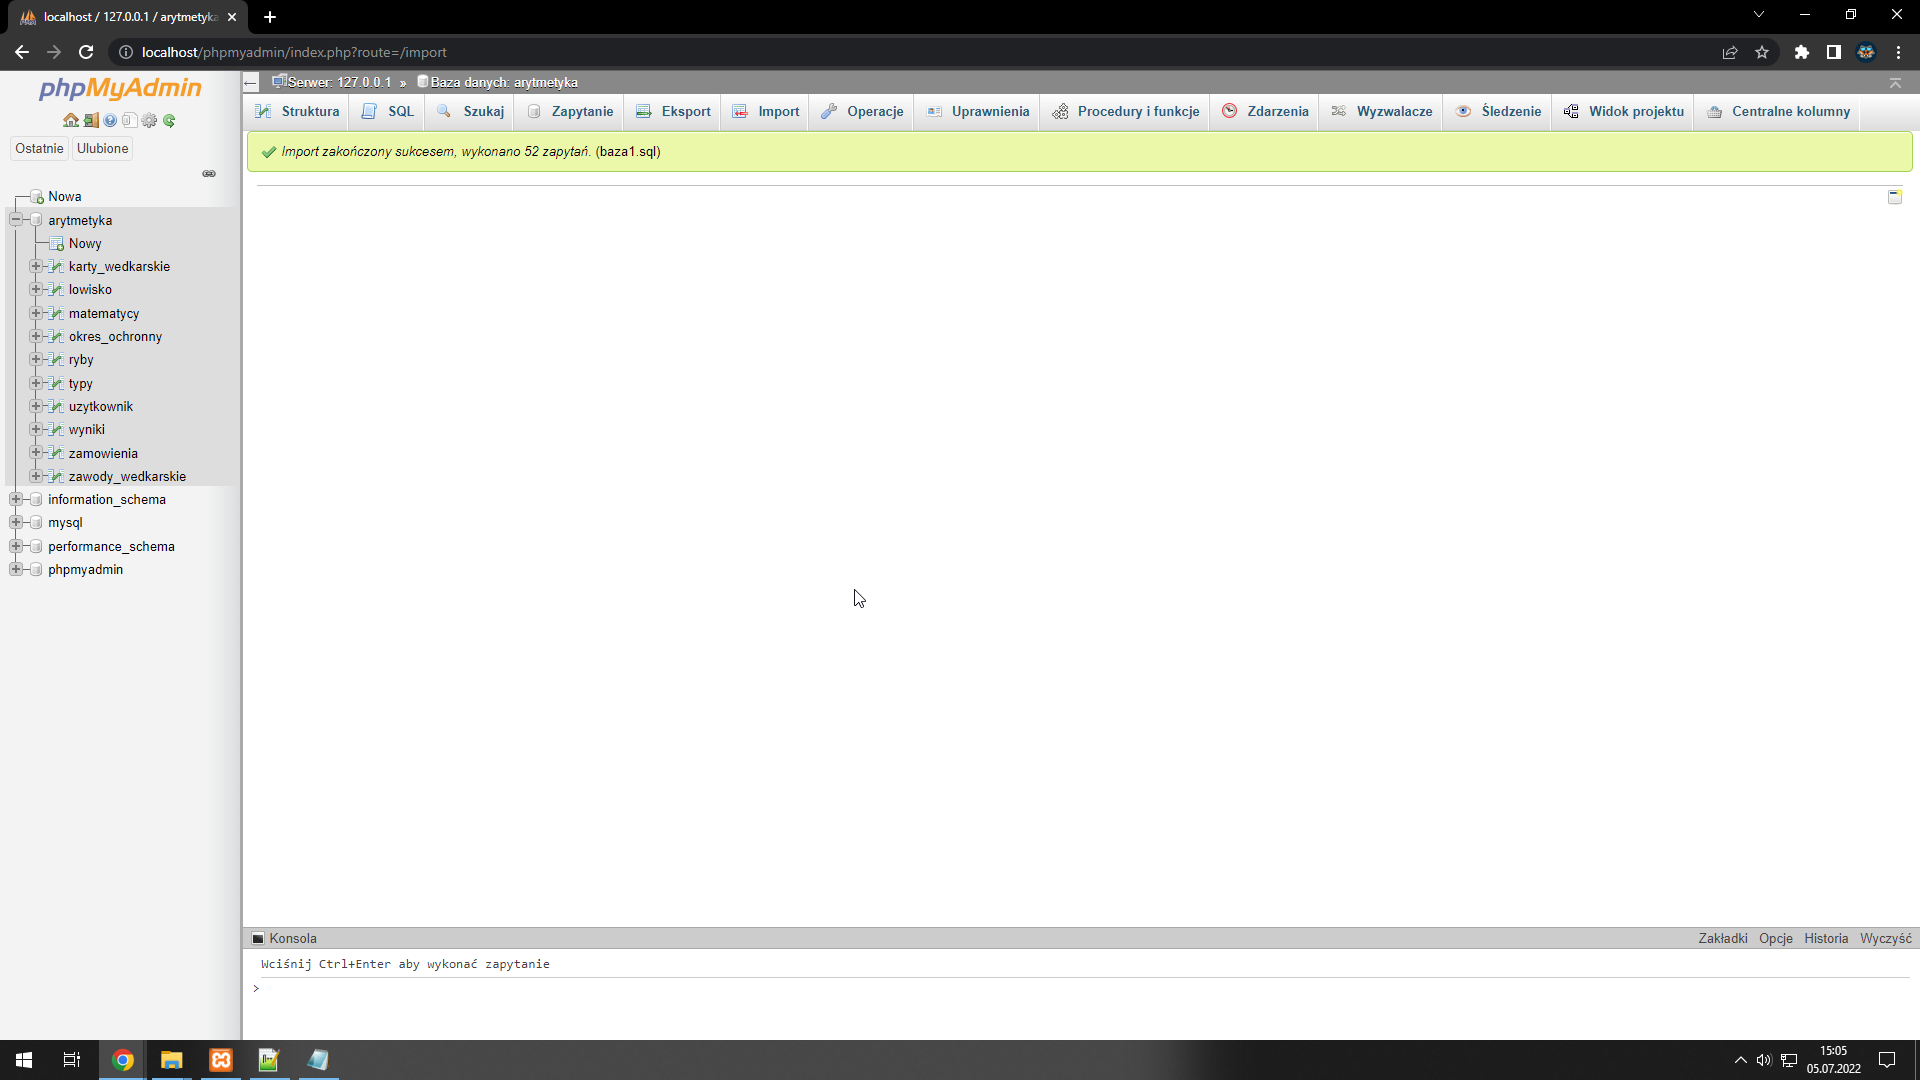 localhost / 127.0.0.1 / arytmetyka
localhost/phpmyadmin/index.php?route=/import
phpMyAdmin
Ostatnie Ulubione
Nowa
arytmetyka
Nowy
karty_wedkarskie
lowisko
matematycy
okres_ochronny
ryby
typy
uzytkownik
wyniki
zamowienia
zawody_wedkarskie
information_schema
mysql
performance_schema
phpmyadmin
Serwer: 127.0.0.1 » Baza danych: arytmetyka
Struktura SQL Szukaj Zapytanie Eksport Import Operacje Uprawnienia Procedury i funkcje Zdarzenia Wyzwalacze Śledzenie Widok projektu Centralne kolumny
Import zakończony sukcesem, wykonano 52 zapytań. (baza1.sql)
Konsola Zakładki Opcje Historia Wyczyść
Wciśnij Ctrl+Enter aby wykonać zapytanie
>
15:05
05.07.2022